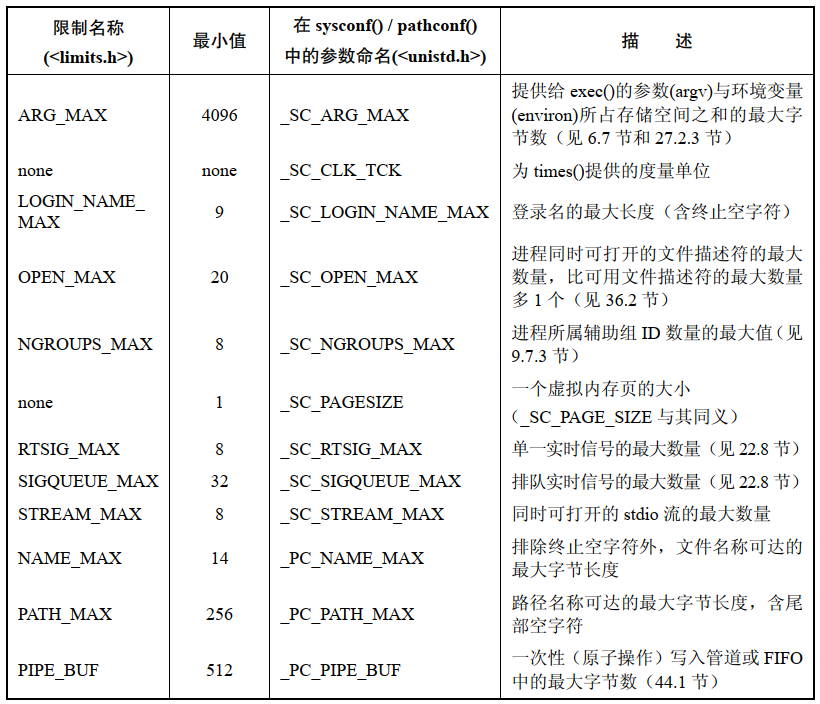 限制名称
(<limits.h>)
最小值
在 sysconf() / pathconf()
中的参数命名(<unistd.h>)
描 述
ARG_MAX
4096
_SC_ARG_MAX
提供给 exec()的参数(argv)与环境变量
(environ)所占存储空间之和的最大字
节数（见 6.7 节和 27.2.3 节）
none
none
_SC_CLK_TCK
为 times()提供的度量单位
LOGIN_NAME_
MAX
9
_SC_LOGIN_NAME_MAX
登录名的最大长度（含终止空字符）
OPEN_MAX
20
_SC_OPEN_MAX
进程同时可打开的文件描述符的最大
数量，比可用文件描述符的最大数量
多 1 个（见 36.2 节）
NGROUPS_MAX
8
_SC_NGROUPS_MAX
进程所属辅助组 ID 数量的最大值（见
9.7.3 节）
none
1
_SC_PAGESIZE
一个虚拟内存页的大小
（_SC_PAGE_SIZE 与其同义）
RTSIG_MAX
8
_SC_RTSIG_MAX
单一实时信号的最大数量（见 22.8 节）
SIGQUEUE_MAX
32
_SC_SIGQUEUE_MAX
排队实时信号的最大数量（见 22.8 节）
STREAM_MAX
8
_SC_STREAM_MAX
同时可打开的 stdio 流的最大数量
NAME_MAX
14
_PC_NAME_MAX
排除终止空字符外，文件名称可达的
最大字节长度
PATH_MAX
256
_PC_PATH_MAX
路径名称可达的最大字节长度，含尾
部空字符
PIPE_BUF
512
_PC_PIPE_BUF
一次性（原子操作）写入管道或 FIFO
中的最大字节数（44.1 节）